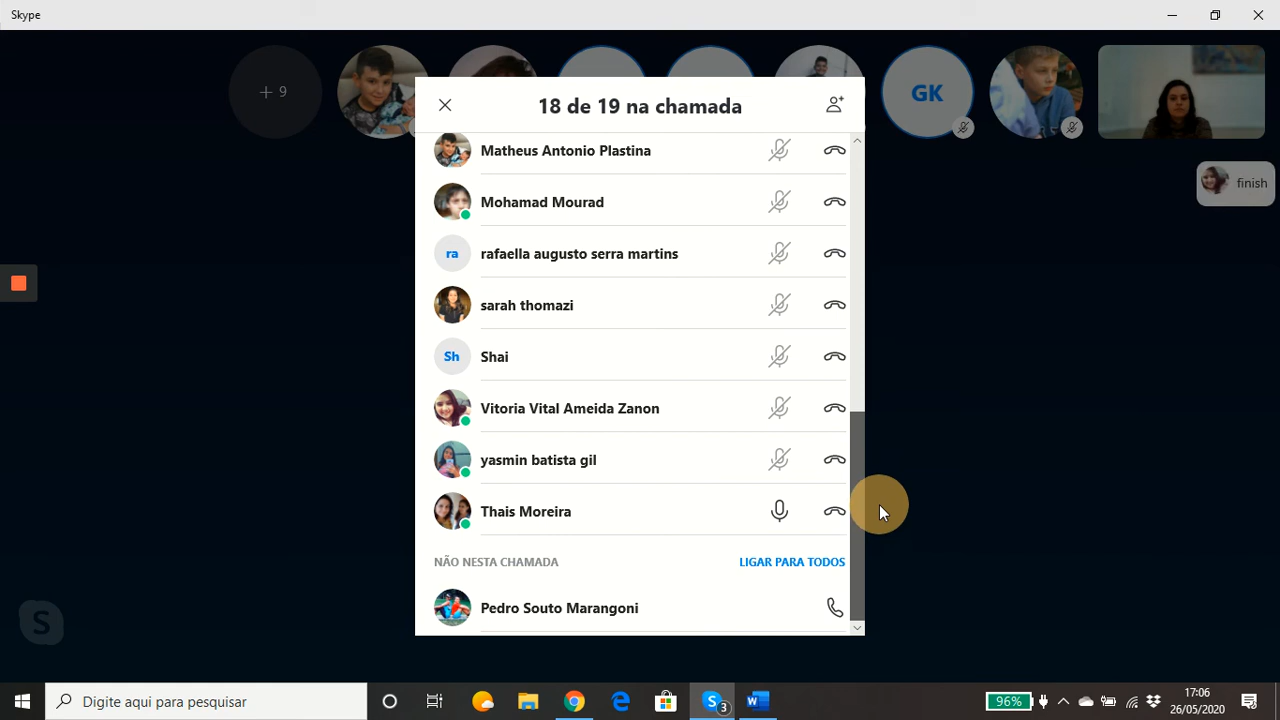 Skype
+ 9
GK
finish
18 de 19 na chamada
Matheus Antonio Plastina
Mohamad Mourad
ra
rafaella augusto serra martins
sarah thomazi
Sh
Shai
Vitoria Vital Ameida Zanon
yasmin batista gil
Thais Moreira
NÃO NESTA CHAMADA
LIGAR PARA TODOS
Pedro Souto Marangoni
S
Digite aqui para pesquisar
3
96%
17:06
26/05/2020